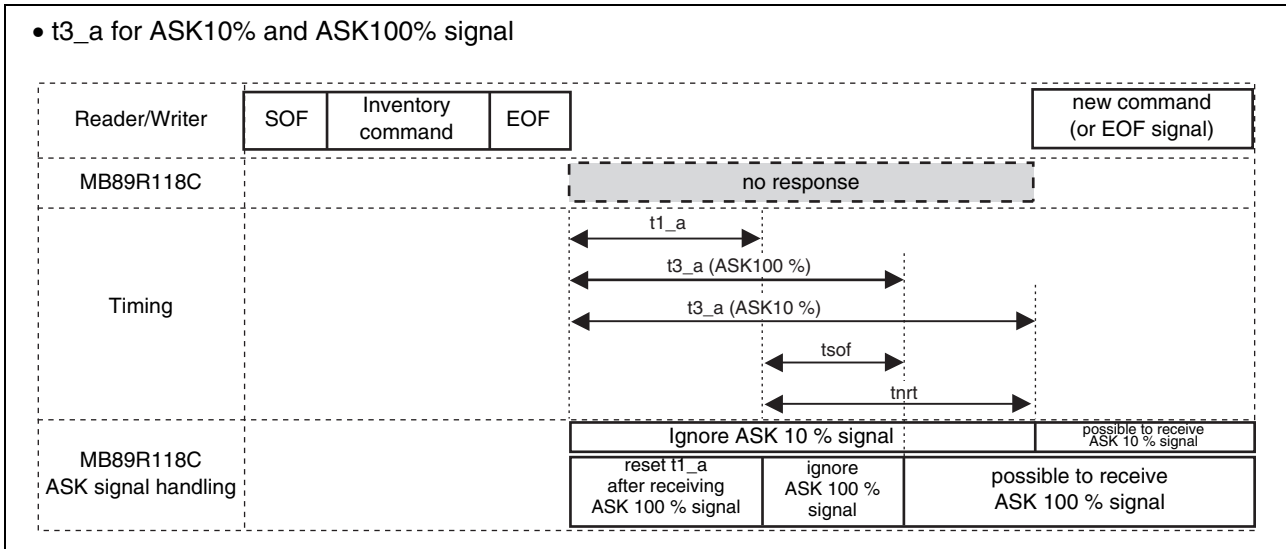 • t3_a for ASK10% and ASK100% signal
Reader/Writer
SOF
Inventory
command
EOF
new command
(or EOF signal)
MB89R118C
no response
Timing
t1_a
t3_a (ASK100 %)
t3_a (ASK10 %)
tsof
tnrt
MB89R118C
ASK signal handling
Ignore ASK 10 % signal
possible to receive
ASK 10 % signal
reset t1_a
after receiving
ASK 100 % signal
ignore
ASK 100 %
signal
possible to receive
ASK 100 % signal